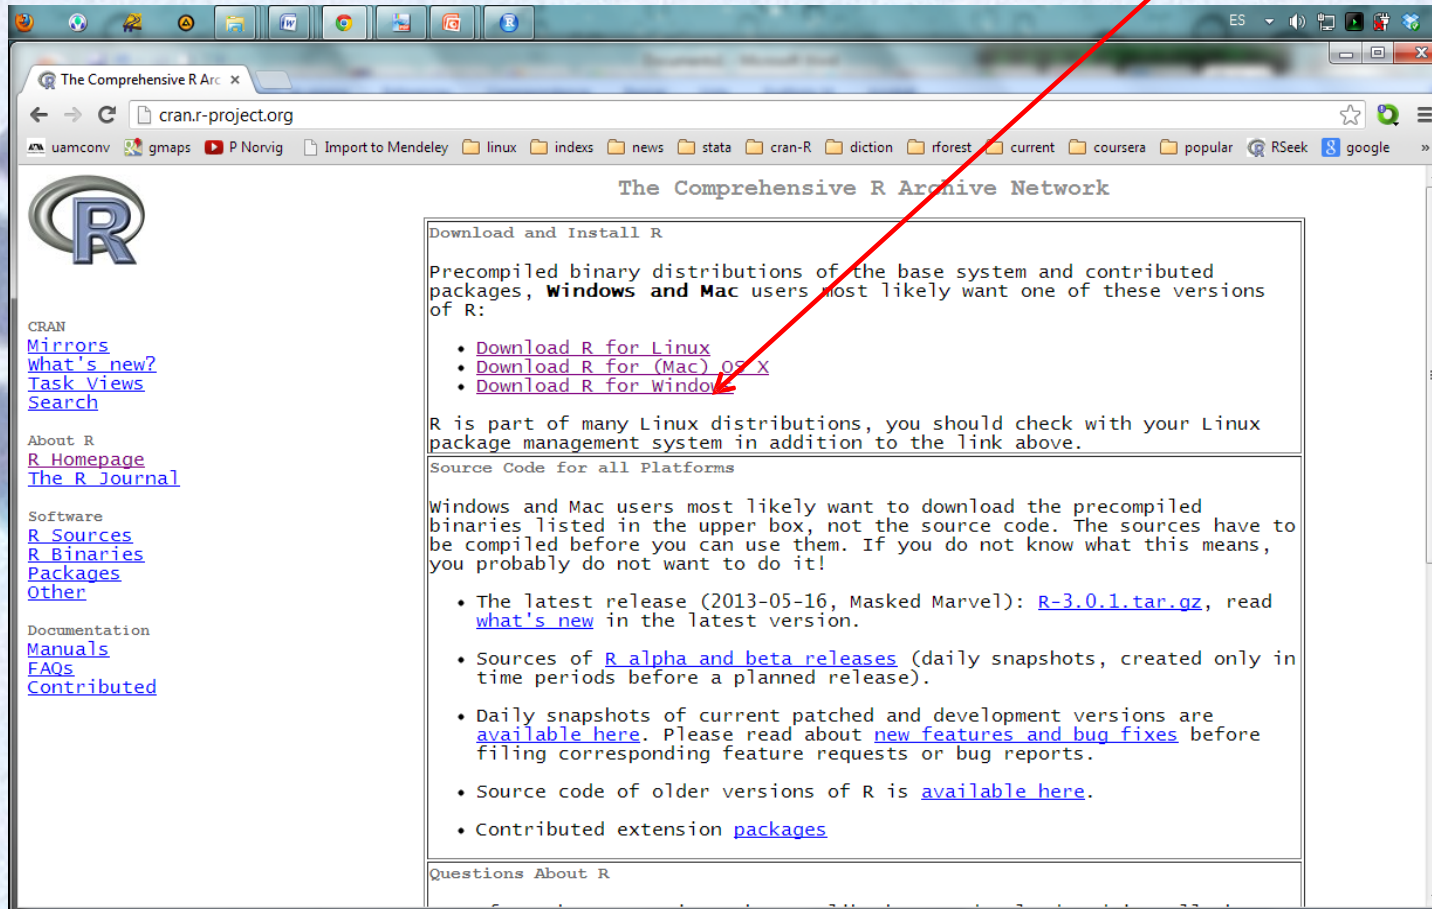 ES
The Comprehensive R Arc
cran.r-project.org
uamconv gmaps P Norvig Import to Mendeley linux indexs news stata cran-R diction rforest current coursera popular RSeek google »
R
CRAN
Mirrors
What's new?
Task Views
Search
About R
R Homepage
The R Journal
Software
R Sources
R Binaries
Packages
Other
Documentation
Manuals
FAQs
Contributed
The Comprehensive R Archive Network
Download and Install R
Precompiled binary distributions of the base system and contributed
packages, Windows and Mac users most likely want one of these versions
of R:
• Download R for Linux
• Download R for (Mac) OS X
• Download R for Windows
R is part of many Linux distributions, you should check with your Linux
package management system in addition to the link above.
Source Code for all Platforms
Windows and Mac users most likely want to download the precompiled
binaries listed in the upper box, not the source code. The sources have to
be compiled before you can use them. If you do not know what this means,
you probably do not want to do it!
• The latest release (2013-05-16, Masked Marvel): R-3.0.1.tar.gz, read
what's new in the latest version.
• Sources of R alpha and beta releases (daily snapshots, created only in
time periods before a planned release).
• Daily snapshots of current patched and development versions are
available here. Please read about new features and bug fixes before
filing corresponding feature requests or bug reports.
• Source code of older versions of R is available here.
• Contributed extension packages
Questions About R